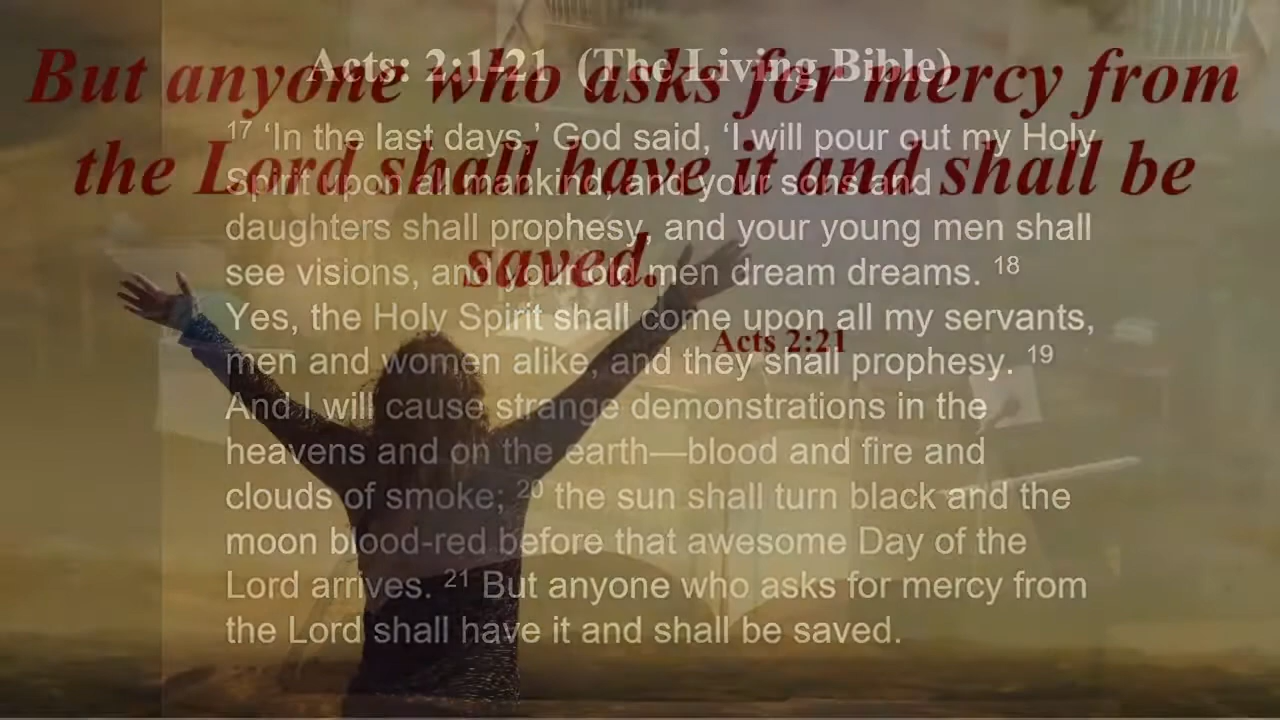 But anyone who asks for mercy from
the Lord shall have it and shall be
saved.
Acts 2:21
Acts: 2:1-21 (The Living Bible)
17 ‘In the last days,’ God said, ‘I will pour out my Holy
Spirit upon all mankind, and your sons and
daughters shall prophesy, and your young men shall
see visions, and your old men dream dreams. 18
Yes, the Holy Spirit shall come upon all my servants,
men and women alike, and they shall prophesy. 19
And I will cause strange demonstrations in the
heavens and on the earth—blood and fire and
clouds of smoke; 20 the sun shall turn black and the
moon blood-red before that awesome Day of the
Lord arrives. 21 But anyone who asks for mercy from
the Lord shall have it and shall be saved.